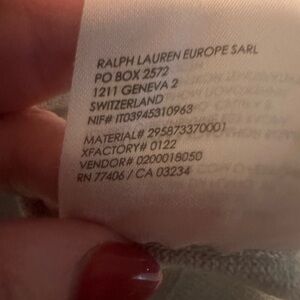 RALPH LAUREN EUROPE SARL
PO BOX 2572
1211 GENEVA 2
SWITZERLAND
NIF# IT03945310963
MATERIAL# 295873370001
XFACTORY# 0122
VENDOR# 0200018050
RN 77406 / CA 03234